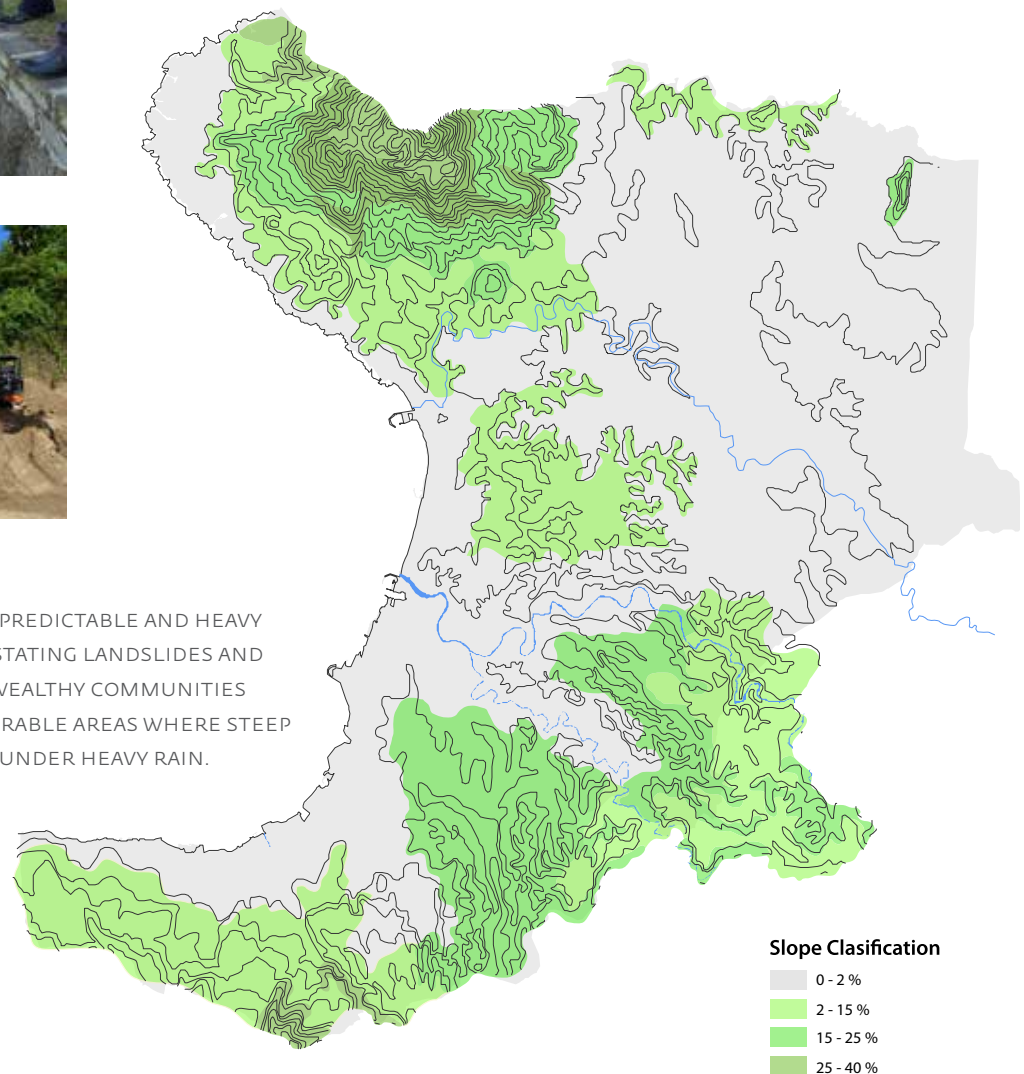 PREDICTABLE AND HEAVY
STATING LANDSLIDES AND
WEALTHY COMMUNITIES
RABLE AREAS WHERE STEEP
UNDER HEAVY RAIN.
Slope Clasification
0 - 2 %
2 - 15 %
15 - 25 %
25 - 40 %